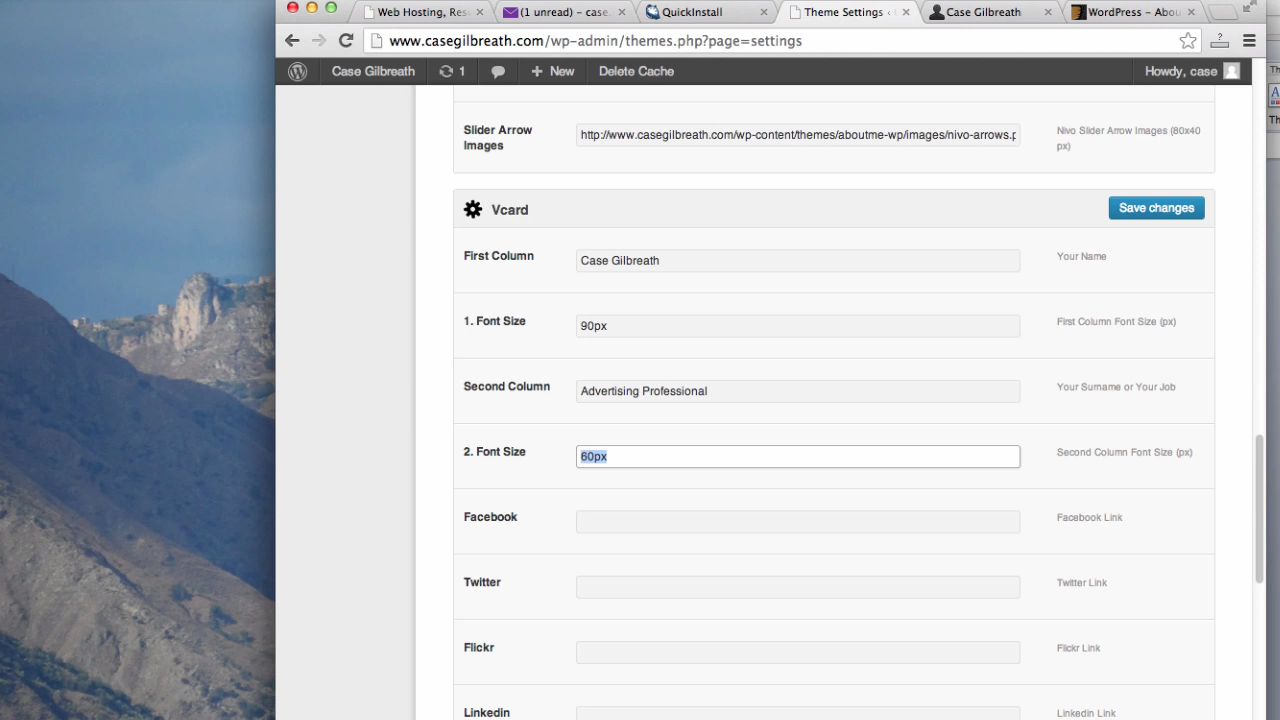 Web Hosting, Res
(1 unread) – case
QuickInstall
Theme Settings ‹
Case Gilbreath
WordPress – Abou
www.casegilbreath.com/wp-admin/themes.php?page=settings
Case Gilbreath
1
New
Delete Cache
Howdy, case
Slider Arrow
Images
http://www.casegilbreath.com/wp-content/themes/aboutme-wp/images/nivo-arrows.p
Nivo Slider Arrow Images (80x40
px)
Vcard
Save changes
First Column
Case Gilbreath
Your Name
1. Font Size
90px
First Column Font Size (px)
Second Column
Advertising Professional
Your Surname or Your Job
2. Font Size
60px
Second Column Font Size (px)
Facebook
Facebook Link
Twitter
Twitter Link
Flickr
Flickr Link
Linkedin
Linkedin Link